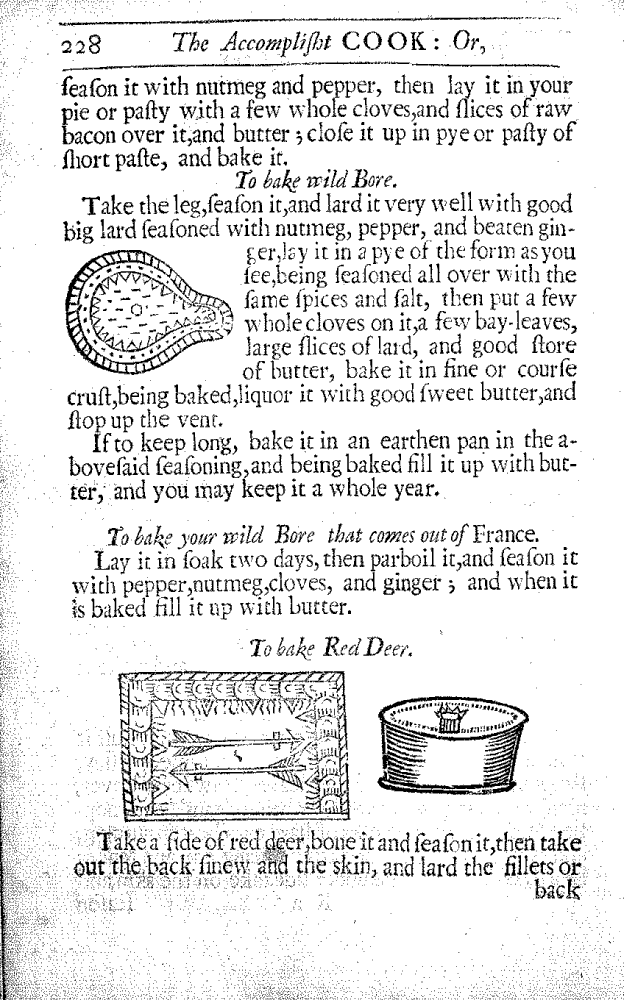 228 The Accompliſht COOK: Or,
ſeaſon it with nutmeg and pepper, then lay it in your
pie or paſty with a few whole cloves,and ſlices of raw
bacon over it,and butter; cloſe it up in pye or paſty of
ſhort paſte, and bake it.
To bake wild Bore.
Take the leg,ſeaſon it,and lard it very well with good
big lard ſeaſoned with nutmeg, pepper, and beaten gin-
ger,lay it in a pye of the form as you
ſee,being ſeaſoned all over with the
ſame ſpices and ſalt, then put a few
whole cloves on it,a few bay-leaves,
large ſlices of lard, and good ſtore
of butter, bake it in fine or courſe
cruſt,being baked,liquor it with good ſweet butter,and
ſtop up the vent.
If to keep long, bake it in an earthen pan in the a-
boveſaid ſeaſoning,and being baked fill it up with but-
ter, and you may keep it a whole year.
To bake your wild Bore that comes out of France.
Lay it in ſoak two days, then parboil it,and ſeaſon it
with pepper,nutmeg,cloves, and ginger; and when it
is baked fill it up with butter.
To bake Red Deer.
Take a ſide of red deer,bone it and ſeaſon it,then take
out the back ſinew and the skin, and lard the fillets or
back